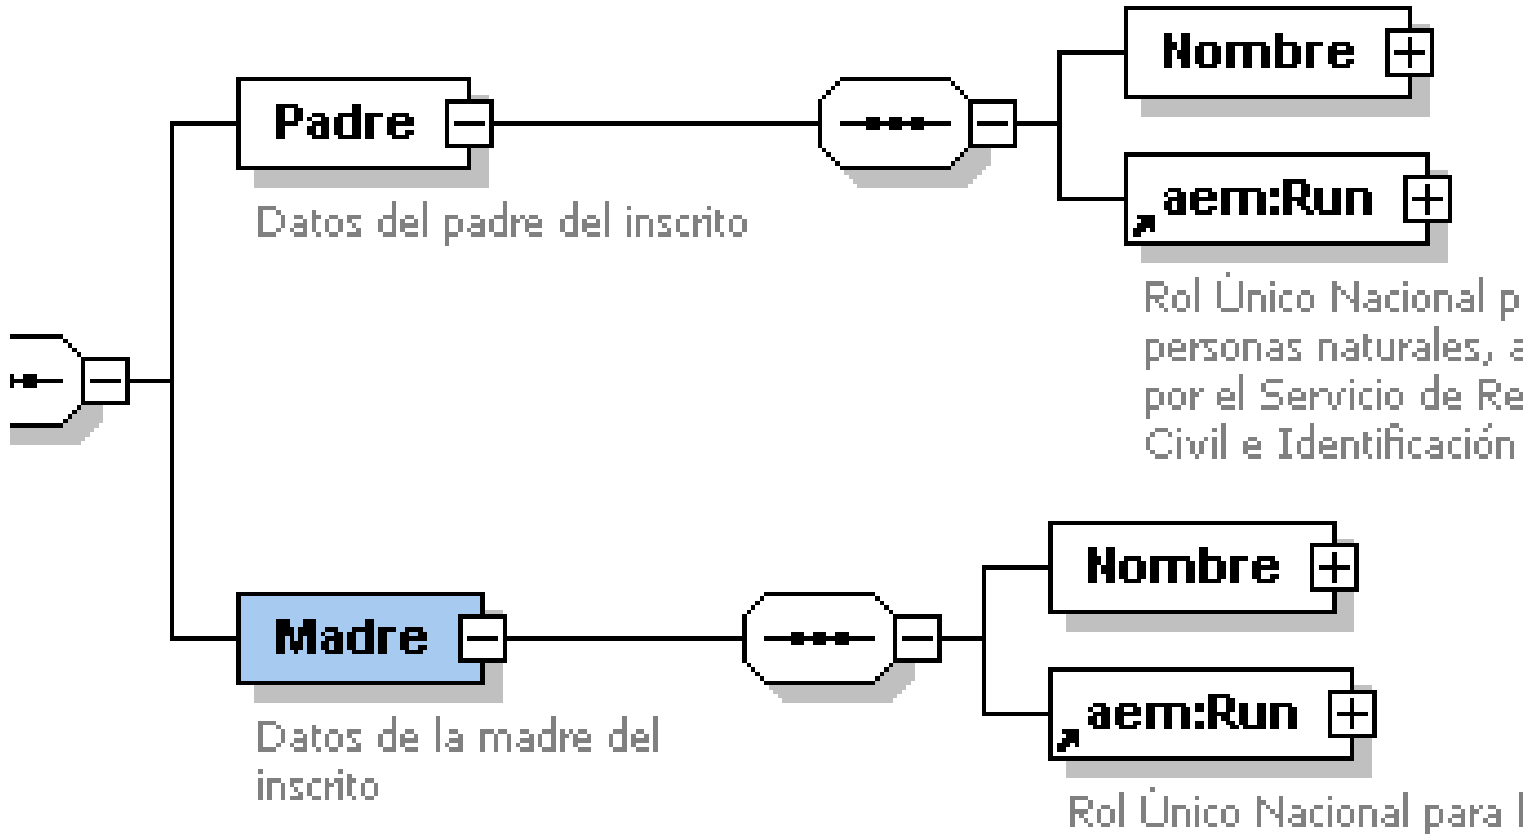 Nombre
Padre
aem:Run
Datos del padre del inscrito
Rol Único Nacional p
personas naturales, a
por el Servicio de Re
Civil e Identificación
Nombre
Madre
aem:Run
Datos de la madre del
inscrito
Rol Único Nacional para l